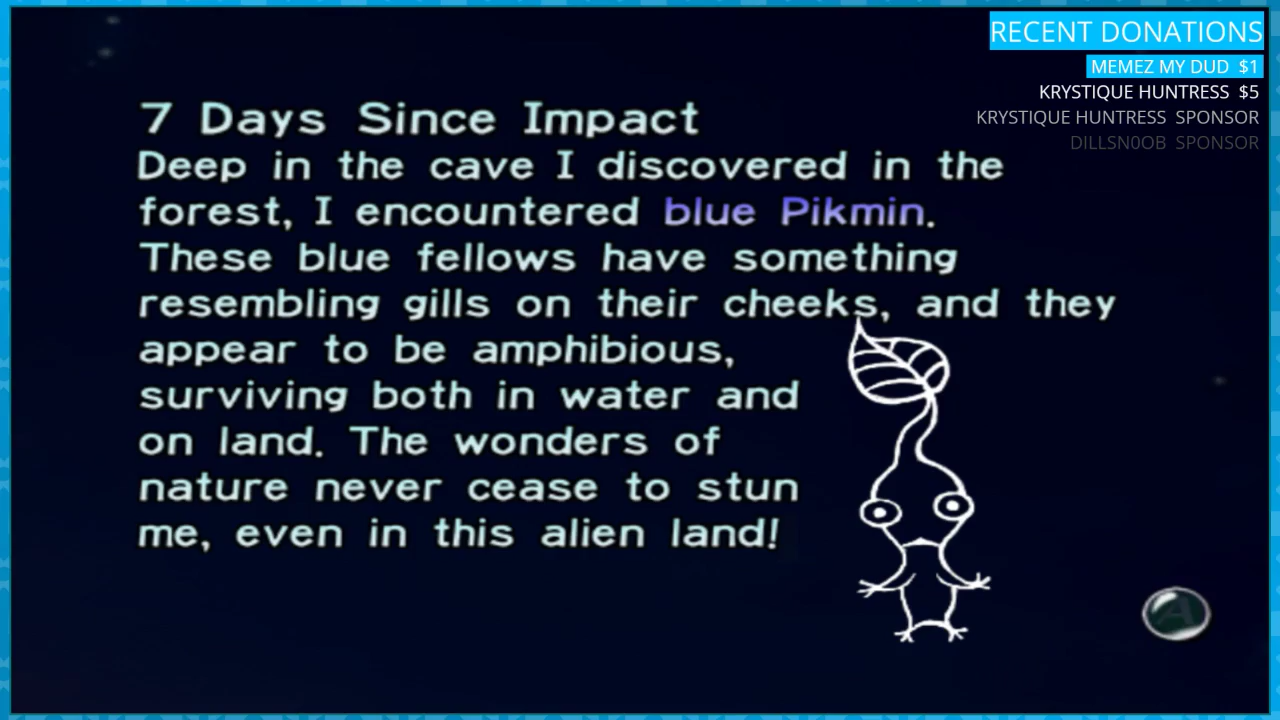 RECENT DONATIONS
MEMEZ MY DUD $1
KRYSTIQUE HUNTRESS $5
KRYSTIQUE HUNTRESS SPONSOR
DILLSN0OB SPONSOR
7 Days Since Impact
Deep in the cave I discovered in the
forest, I encountered blue Pikmin.
These blue fellows have something
resembling gills on their cheeks, and they
appear to be amphibious,
surviving both in water and
on land. The wonders of
nature never cease to stun
me, even in this alien land!
A